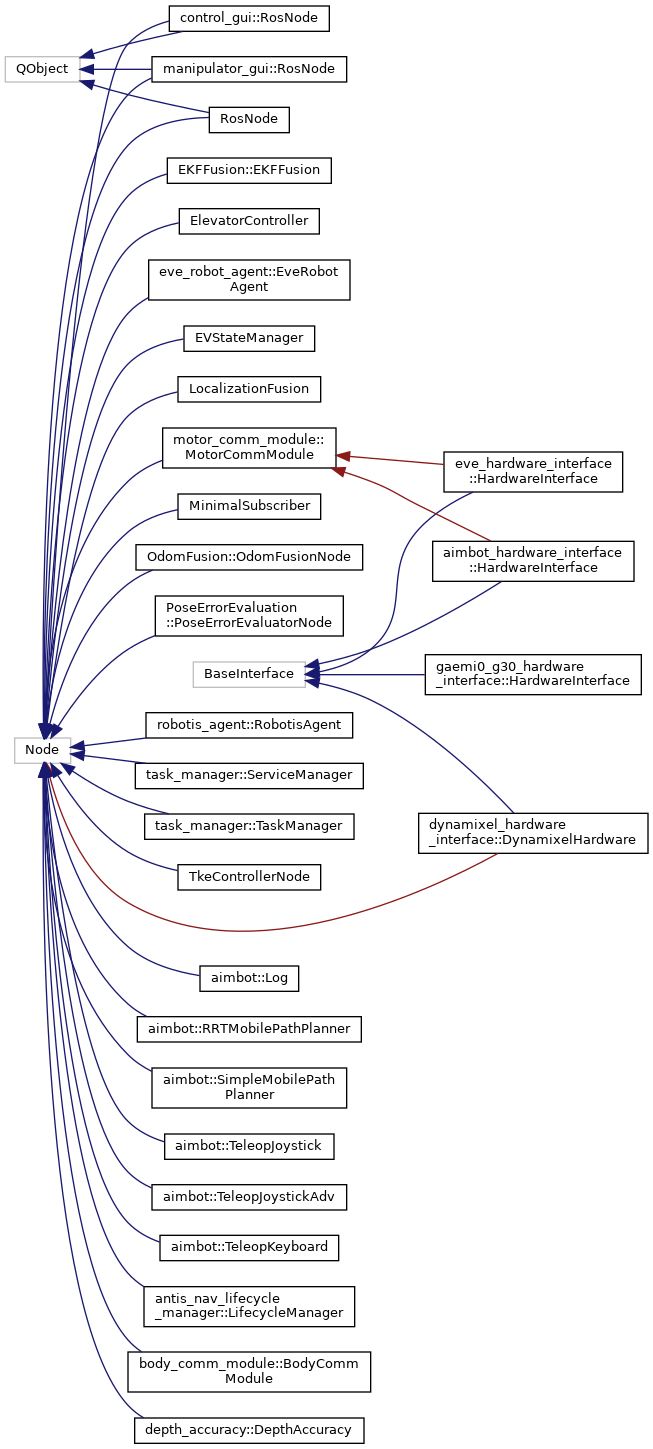 control_gui::RosNode
QObject
manipulator_gui::RosNode
RosNode
EKFFusion::EKFFusion
ElevatorController
eve_robot_agent::EveRobot
Agent
EVStateManager
LocalizationFusion
motor_comm_module::
MotorCommModule
eve_hardware_interface
::HardwareInterface
MinimalSubscriber
aimbot_hardware_interface
::HardwareInterface
OdomFusion::OdomFusionNode
PoseErrorEvaluation
::PoseErrorEvaluatorNode
BaseInterface
gaemi0_g30_hardware
_interface::HardwareInterface
robotis_agent::RobotisAgent
Node
task_manager::ServiceManager
task_manager::TaskManager
dynamixel_hardware
_interface::DynamixelHardware
TkeControllerNode
aimbot::Log
aimbot::RRTMobilePathPlanner
aimbot::SimpleMobilePath
Planner
aimbot::TeleopJoystick
aimbot::TeleopJoystickAdv
aimbot::TeleopKeyboard
antis_nav_lifecycle
_manager::LifecycleManager
body_comm_module::BodyComm
Module
depth_accuracy::DepthAccuracy